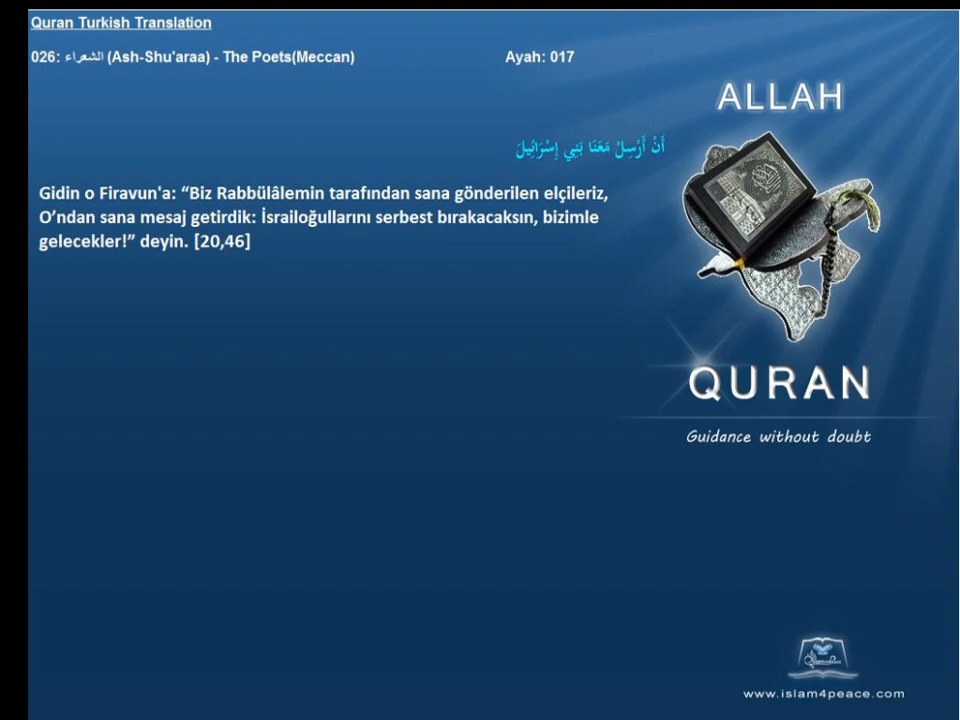 Quran Turkish Translation
026: الشعراء (Ash-Shu'araa) - The Poets(Meccan) Ayah: 017
ALLAH
أَنْ أَرْسِلْ مَعَنَا بَنِي إِسْرَائِيلَ
Gidin o Firavun'a: “Biz Rabbülâlemin tarafından sana gönderilen elçileriz,
O’ndan sana mesaj getirdik: İsrailoğullarını serbest bırakacaksın, bizimle
gelecekler!” deyin. [20,46]
QURAN
Guidance without doubt
www.islam4peace.com